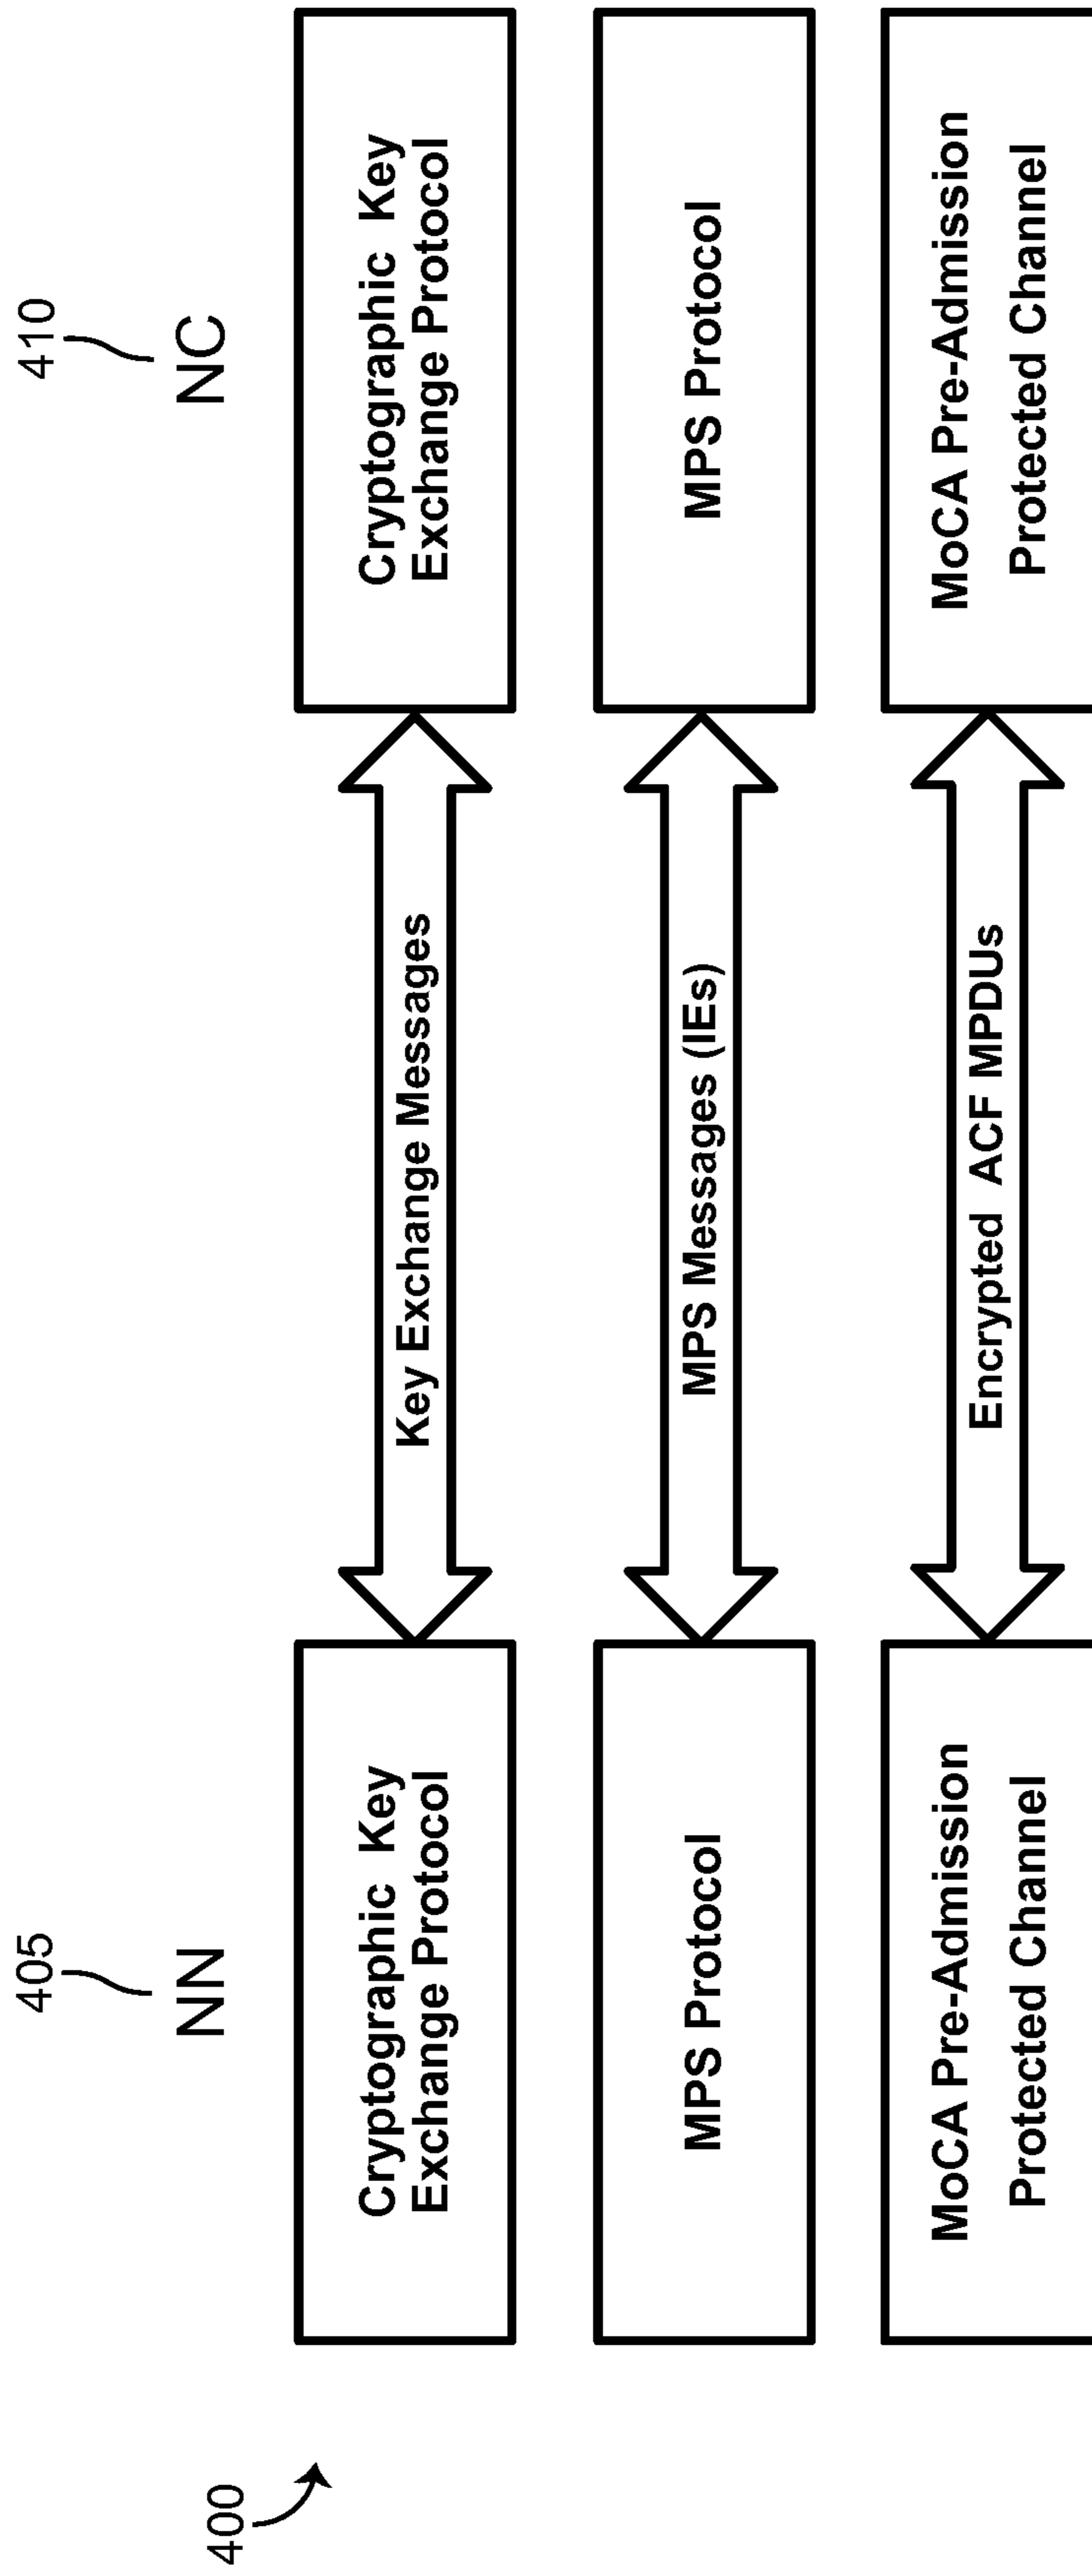 400
405
NN
410
NC
Cryptographic Key
Exchange Protocol
Key Exchange Messages
Cryptographic Key
Exchange Protocol
MPS Protocol
MPS Messages (IEs)
MPS Protocol
MoCA Pre-Admission
Protected Channel
Encrypted ACF MPDUs
MoCA Pre-Admission
Protected Channel